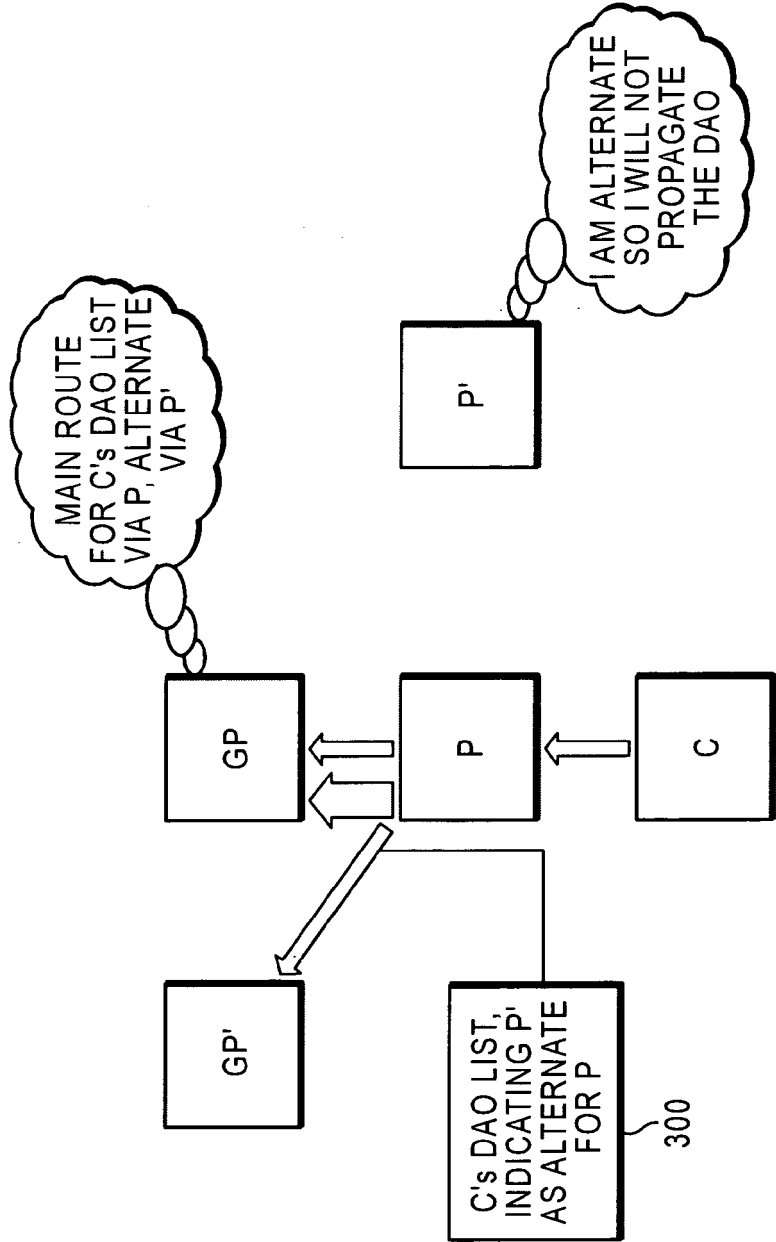 GP'
GP
MAIN ROUTE
FOR C's DAO LIST
VIA P, ALTERNATE
VIA P'
C's DAO LIST,
INDICATING P'
AS ALTERNATE
FOR P
300
P
P'
C
I AM ALTERNATE
SO I WILL NOT
PROPAGATE
THE DAO